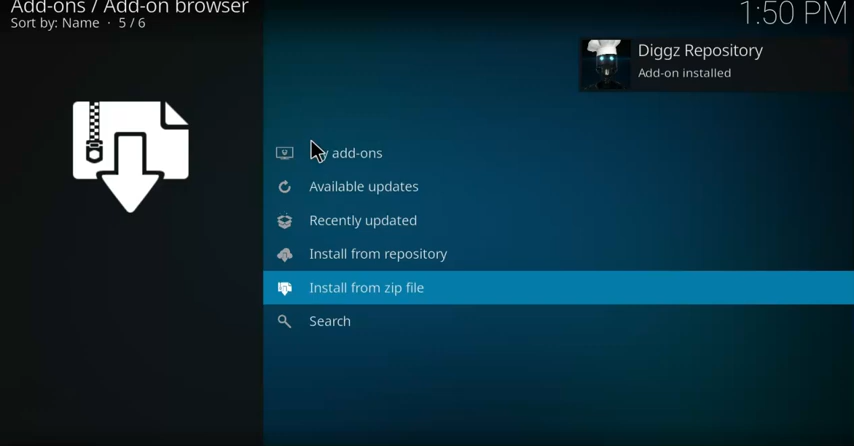 Add-ons / Add-on browser
Sort by: Name · 5 / 6
1:50 PM
Diggz Repository
Add-on installed
add-ons
Available updates
Recently updated
Install from repository
Install from zip file
Search